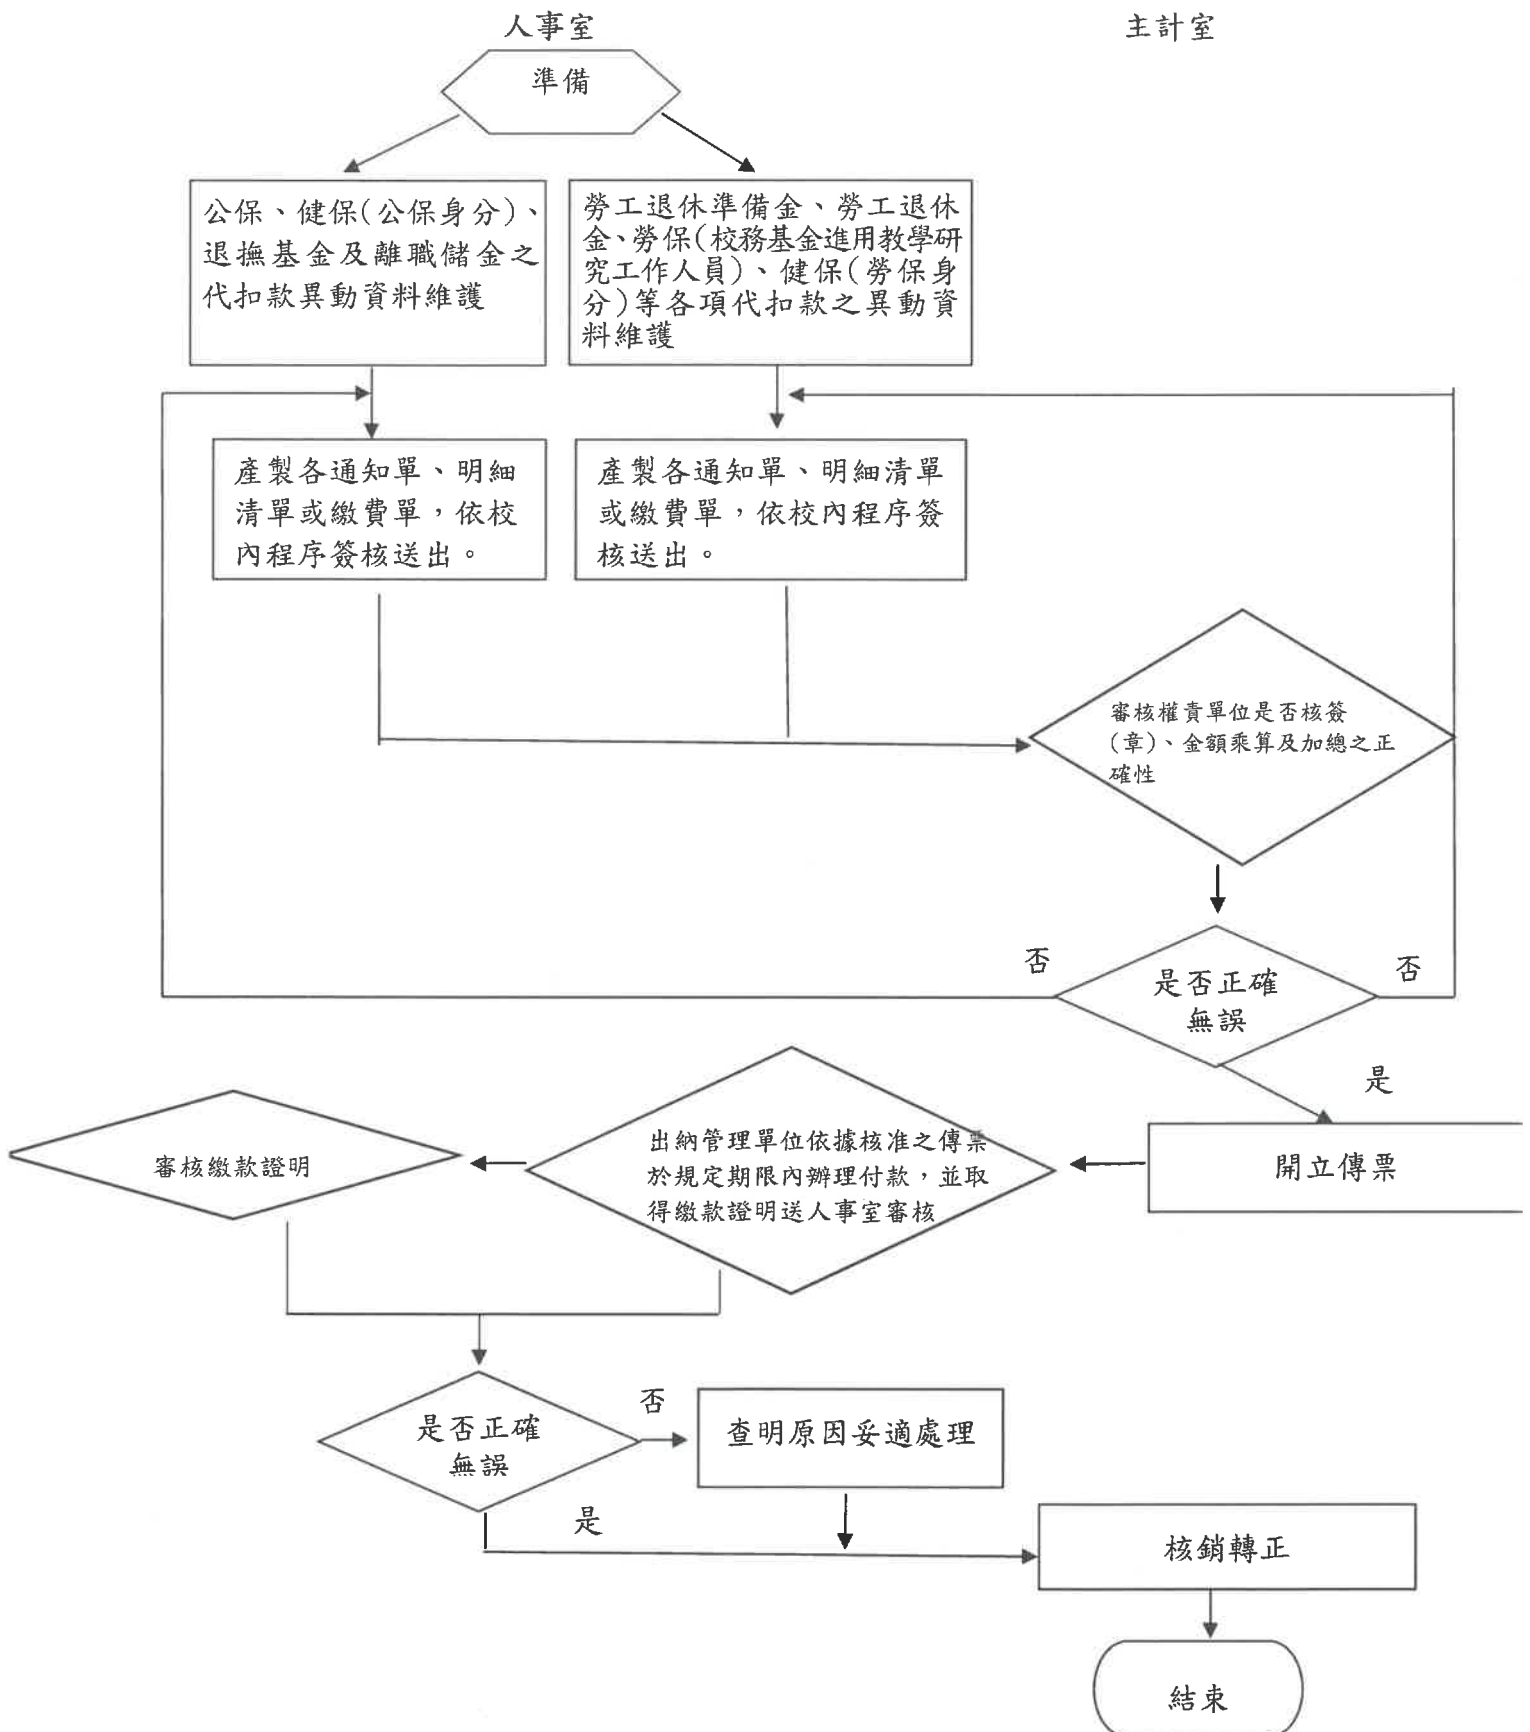 人事室
主計室
準備
公保、健保(公保身分)、
退撫基金及離職儲金之
代扣款異動資料維護
勞工退休準備金、勞工退休
金、勞保(校務基金進用教學研
究工作人員)、健保(勞保身
分)等各項代扣款之異動資
料維護
產製各通知單、明細
清單或繳費單，依校
內程序簽核送出。
產製各通知單、明細清單
或繳費單，依校內程序簽
核送出。
審核權責單位是否核簽
(章)、金額乘算及加總之正
確性
否
是否正確
無誤
否
是
開立傳票
出納管理單位依據核准之傳票
於規定期限內辦理付款，並取
得繳款證明送人事室審核
審核繳款證明
是否正確
無誤
否
查明原因妥適處理
是
核銷轉正
結束